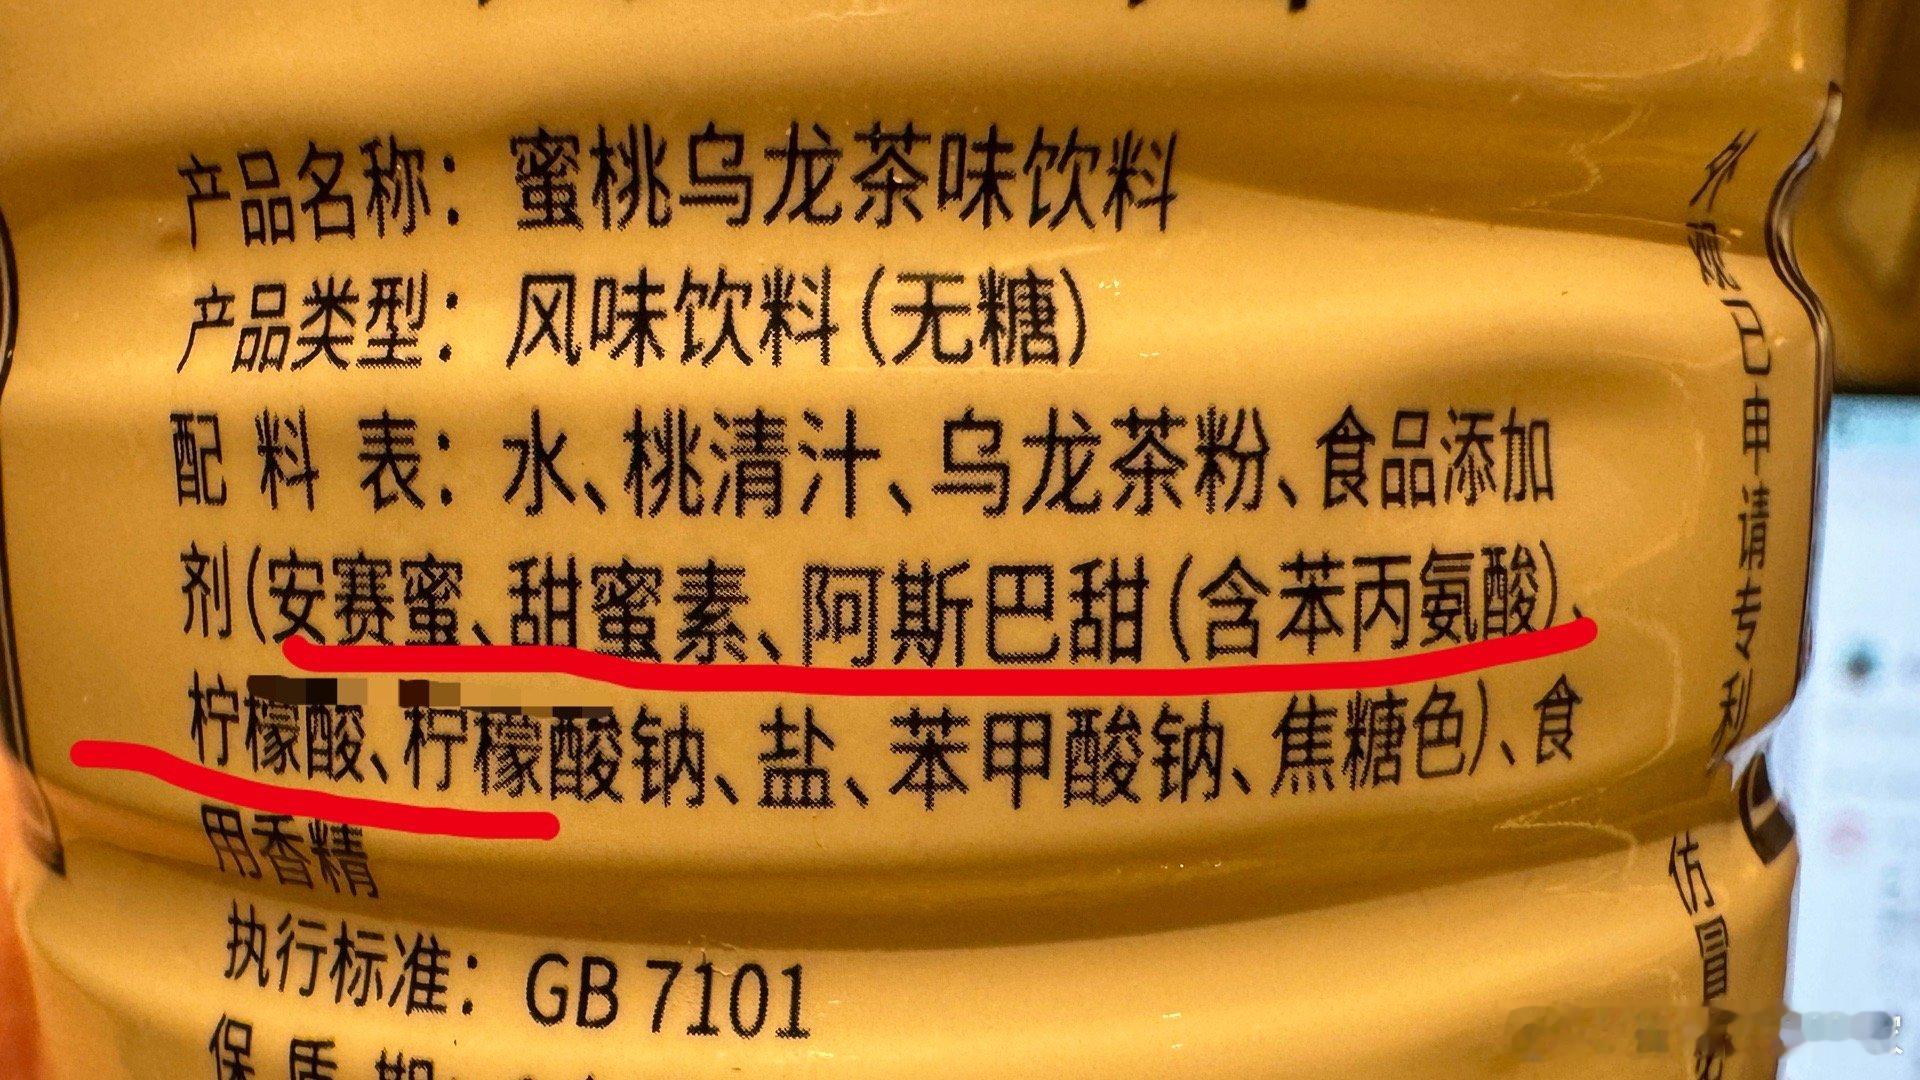 产品名称：蜜桃乌龙茶味饮料
产品类型：风味饮料（无糖）
配料表：水、桃清汁、乌龙茶粉、食品添加
剂（安赛蜜、甜蜜素、阿斯巴甜（含苯丙氨酸）、
柠檬酸、柠檬酸钠、盐、苯甲酸钠、焦糖色）、食
用香精
执行标准：GB 7101
保质期：
外观已申请专利
仿冒